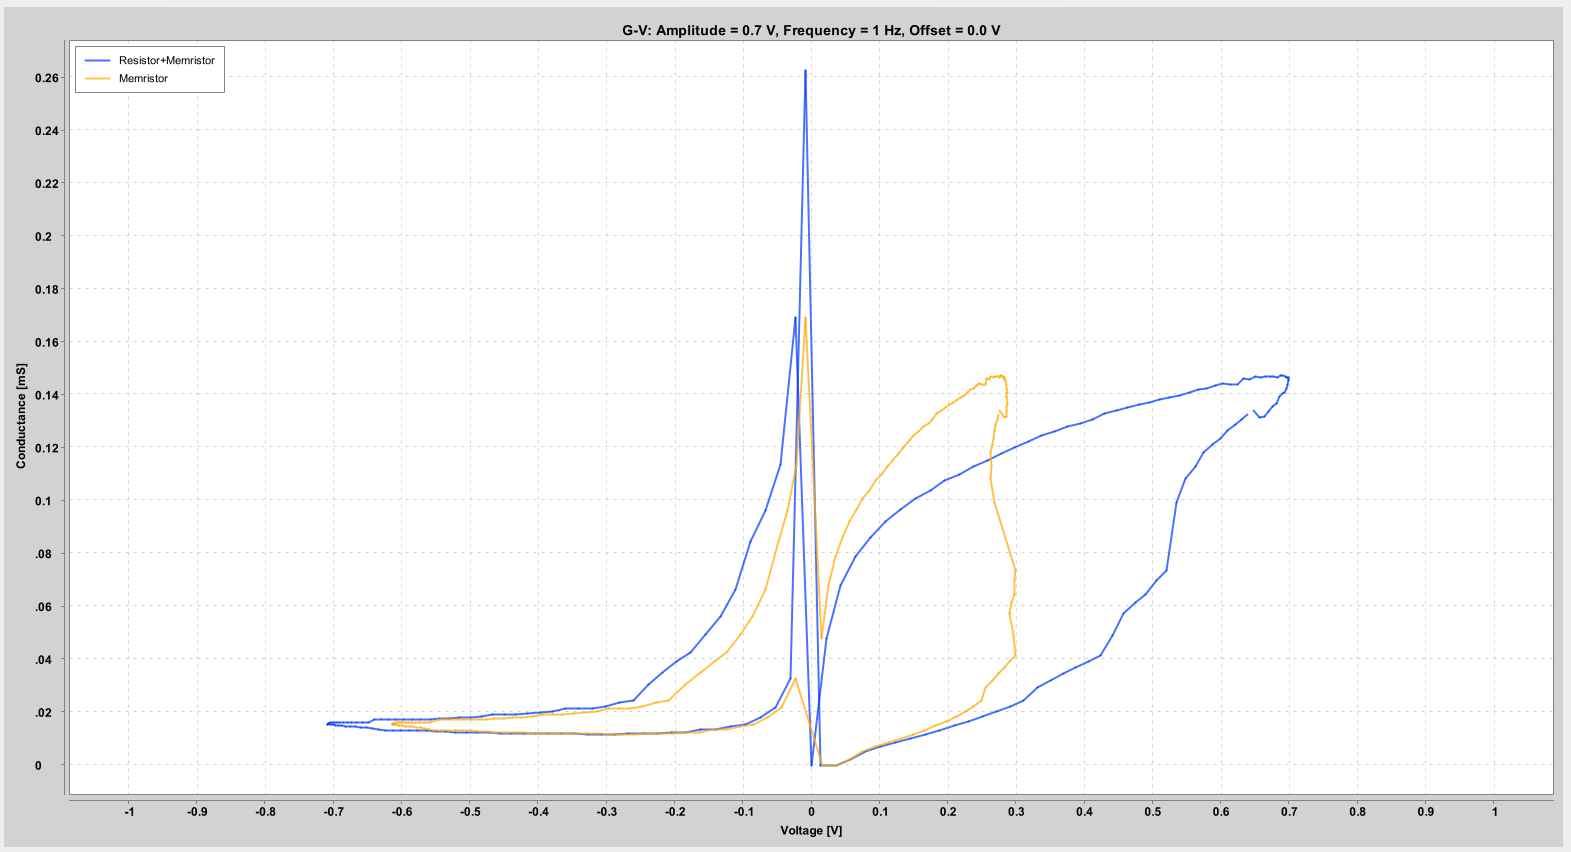 G-V: Amplitude = 0.7 V, Frequency = 1 Hz, Offset = 0.0 V
Resistor+Memristor
Memristor
0.26
0.24
0.22
0.2
0.18
0.16
0.14
0.12
0.1
.08
.06
.04
.02
0
Conductance [mS]
-1 -0.9 -0.8 -0.7 -0.6 -0.5 -0.4 -0.3 -0.2 -0.1 0 0.1 0.2 0.3 0.4 0.5 0.6 0.7 0.8 0.9 1
Voltage [V]